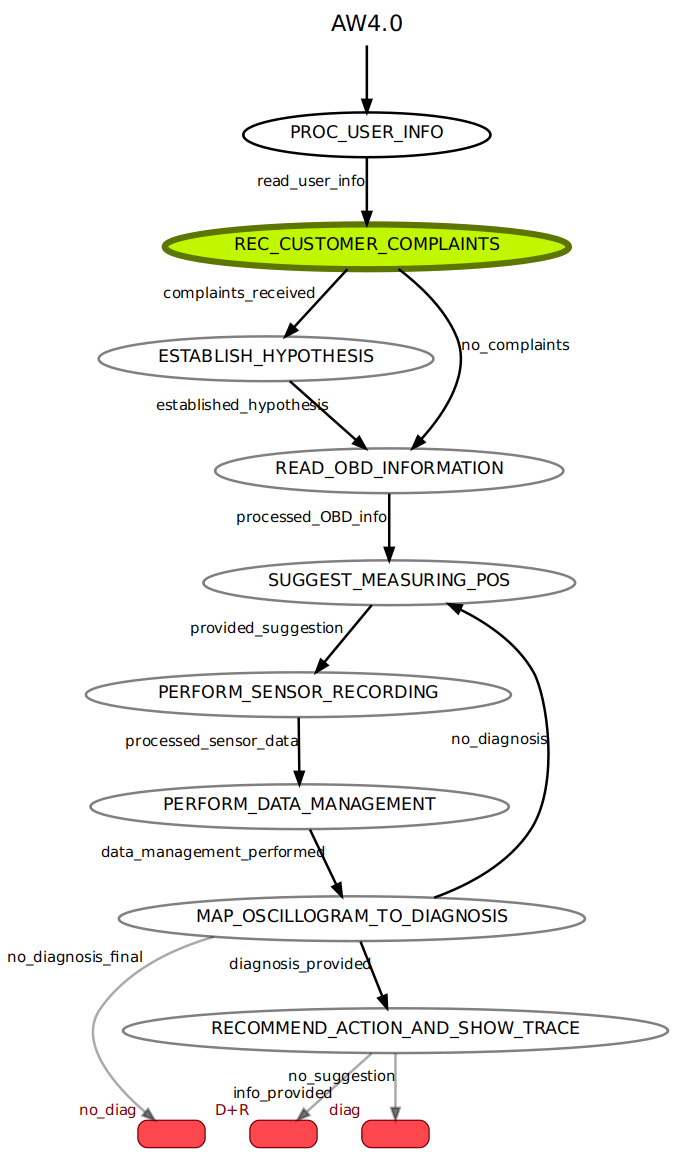 AW4.0
PROC_USER_INFO
read_user_info
REC_CUSTOMER_COMPLAINTS
complaints_received
no_complaints
ESTABLISH_HYPOTHESIS
established_hypothesis
READ_OBD_INFORMATION
processed_OBD_info
SUGGEST_MEASURING_POS
provided_suggestion
PERFORM_SENSOR_RECORDING
processed_sensor_data
no_diagnosis
PERFORM_DATA_MANAGEMENT
data_management_performed
MAP_OSCILLOGRAM_TO_DIAGNOSIS
no_diagnosis_final
diagnosis_provided
RECOMMEND_ACTION_AND_SHOW_TRACE
no_suggestion
info_provided
no_diag
D+R
diag